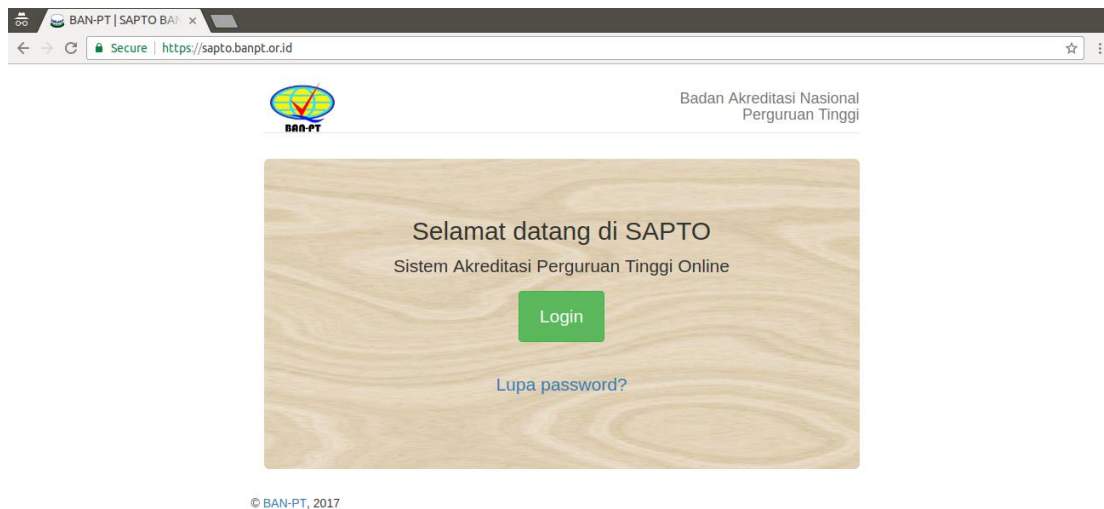 BAN-PT | SAPTO BAN
Secure | https://sapto.banpt.or.id
BAN-PT
Badan Akreditasi Nasional
Perguruan Tinggi
Selamat datang di SAPTO
Sistem Akreditasi Perguruan Tinggi Online
Login
Lupa password?
© BAN-PT, 2017